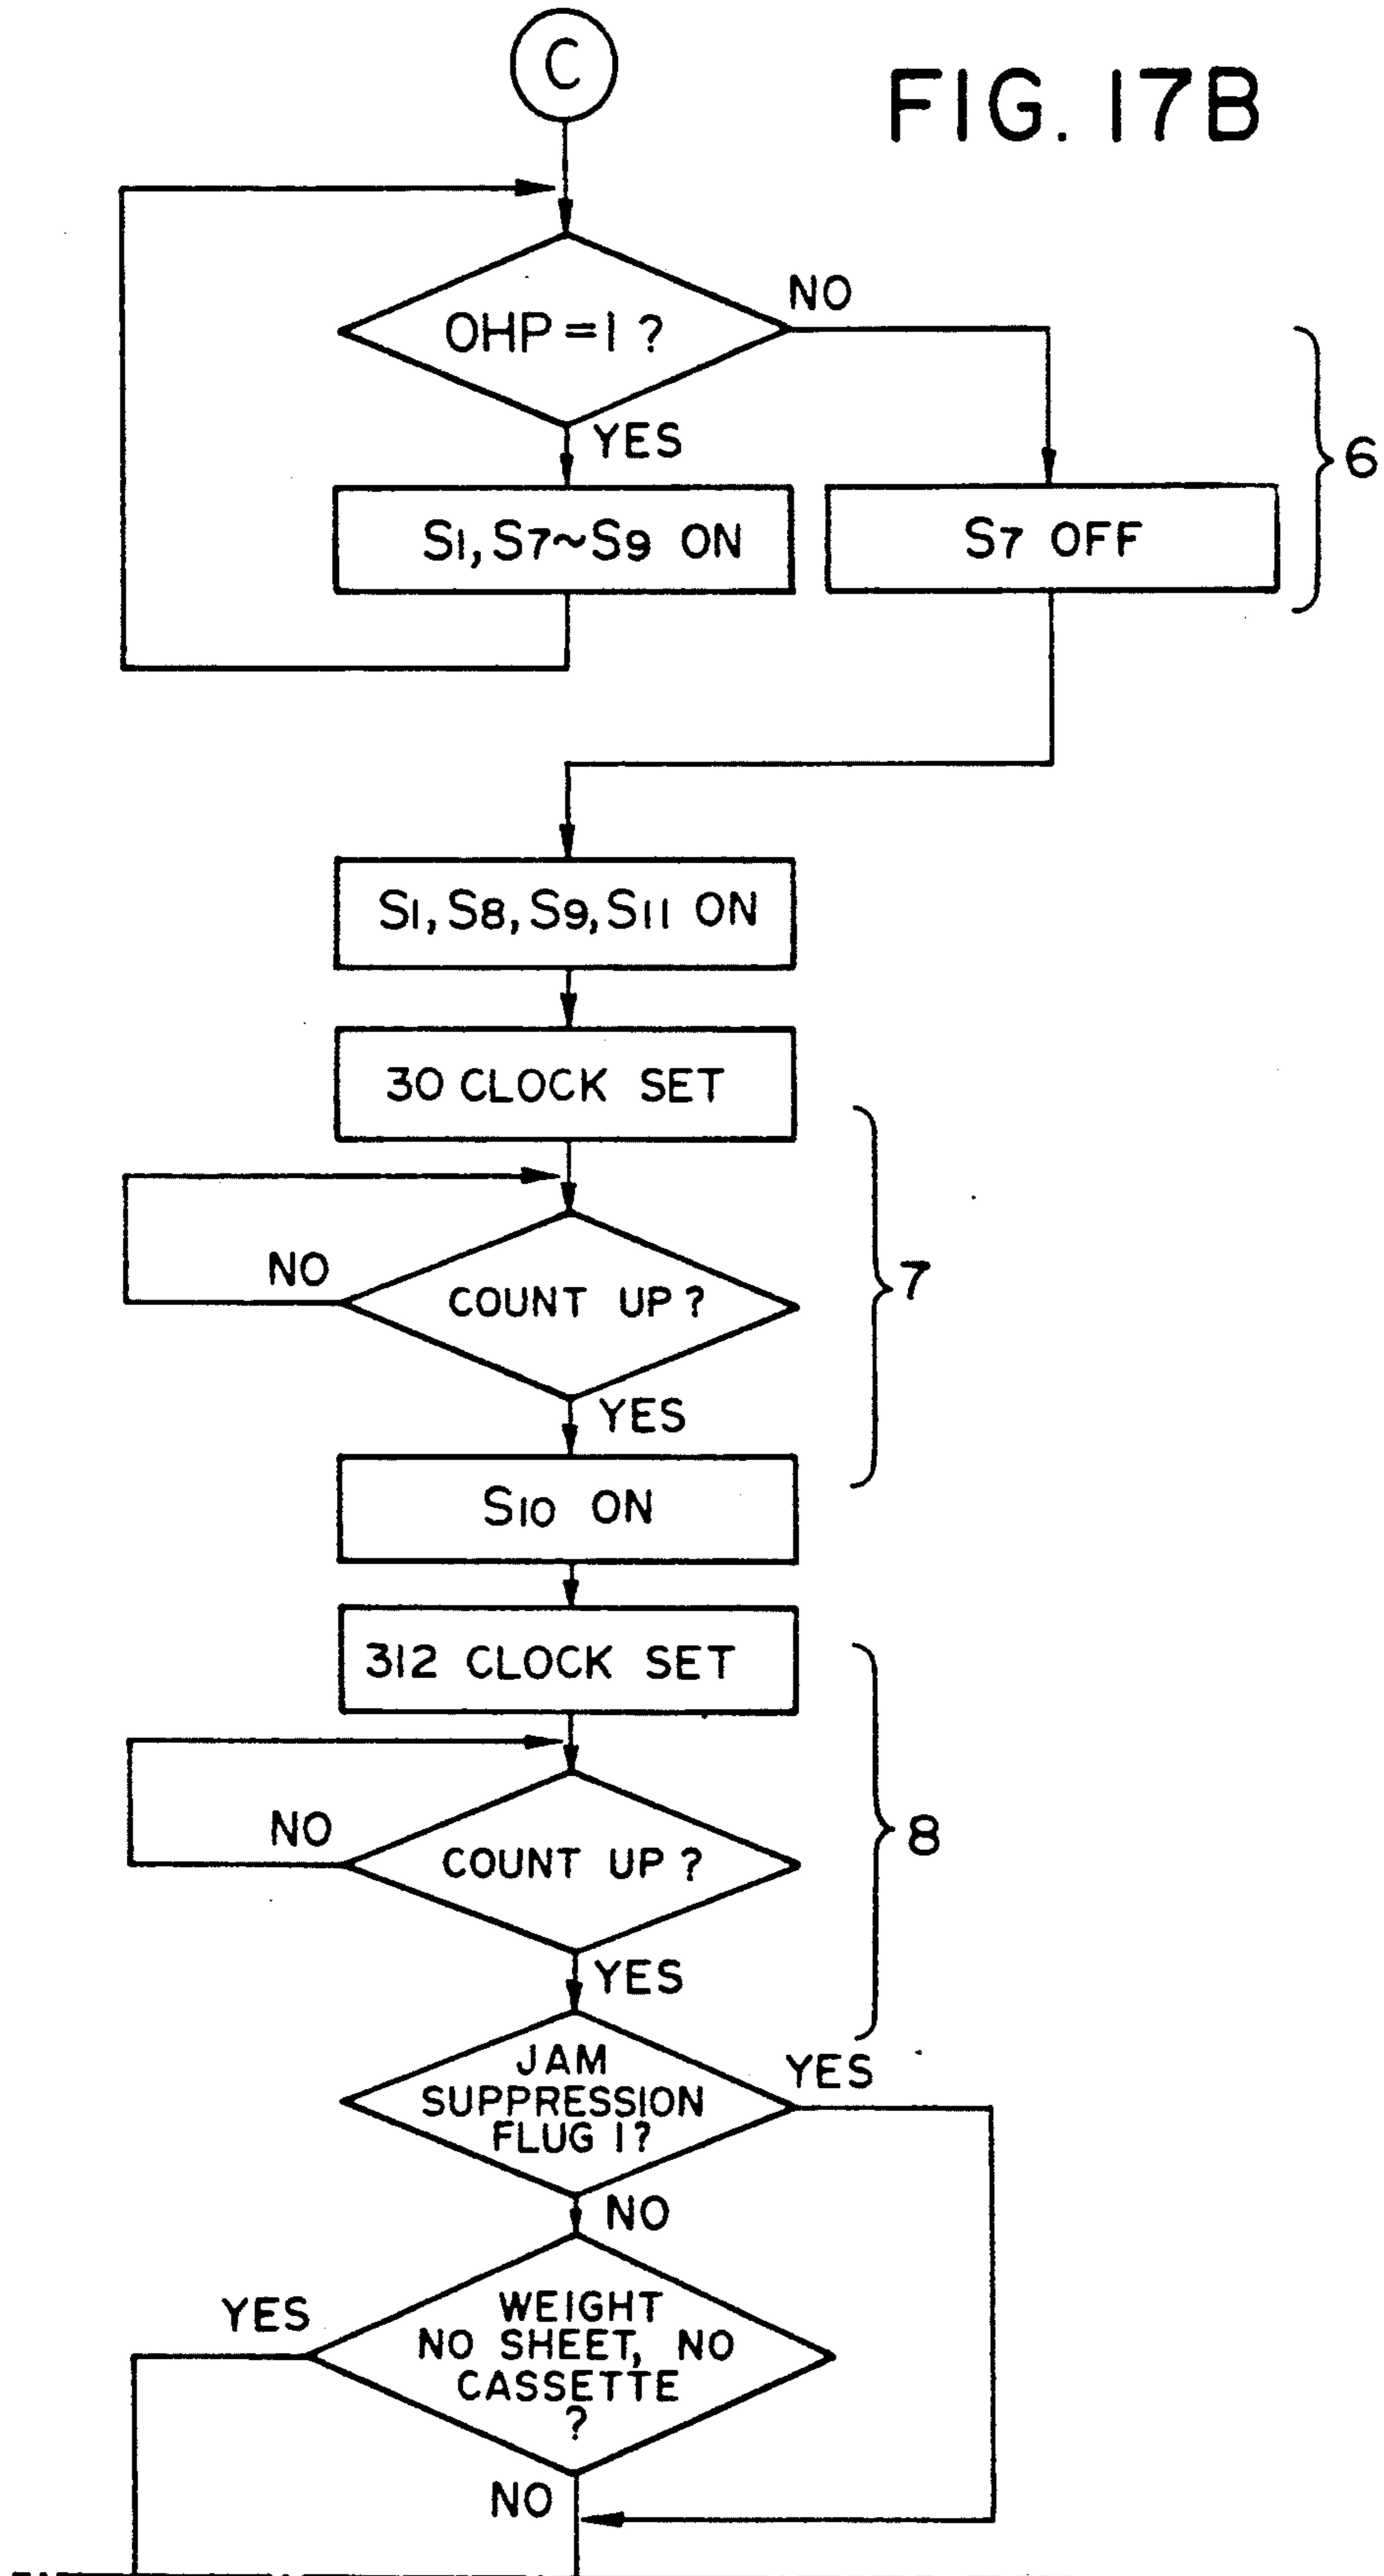 C
FIG. 17B
OHP=1?
NO
YES
S1, S7~S9 ON
S7 OFF
6
S1, S8, S9, S11 ON
30 CLOCK SET
NO
COUNT UP?
7
YES
S10 ON
312 CLOCK SET
NO
COUNT UP?
8
YES
JAM
SUPPRESSION
FLUG 1?
YES
NO
YES
WEIGHT
NO SHEET, NO
CASSETTE
?
NO